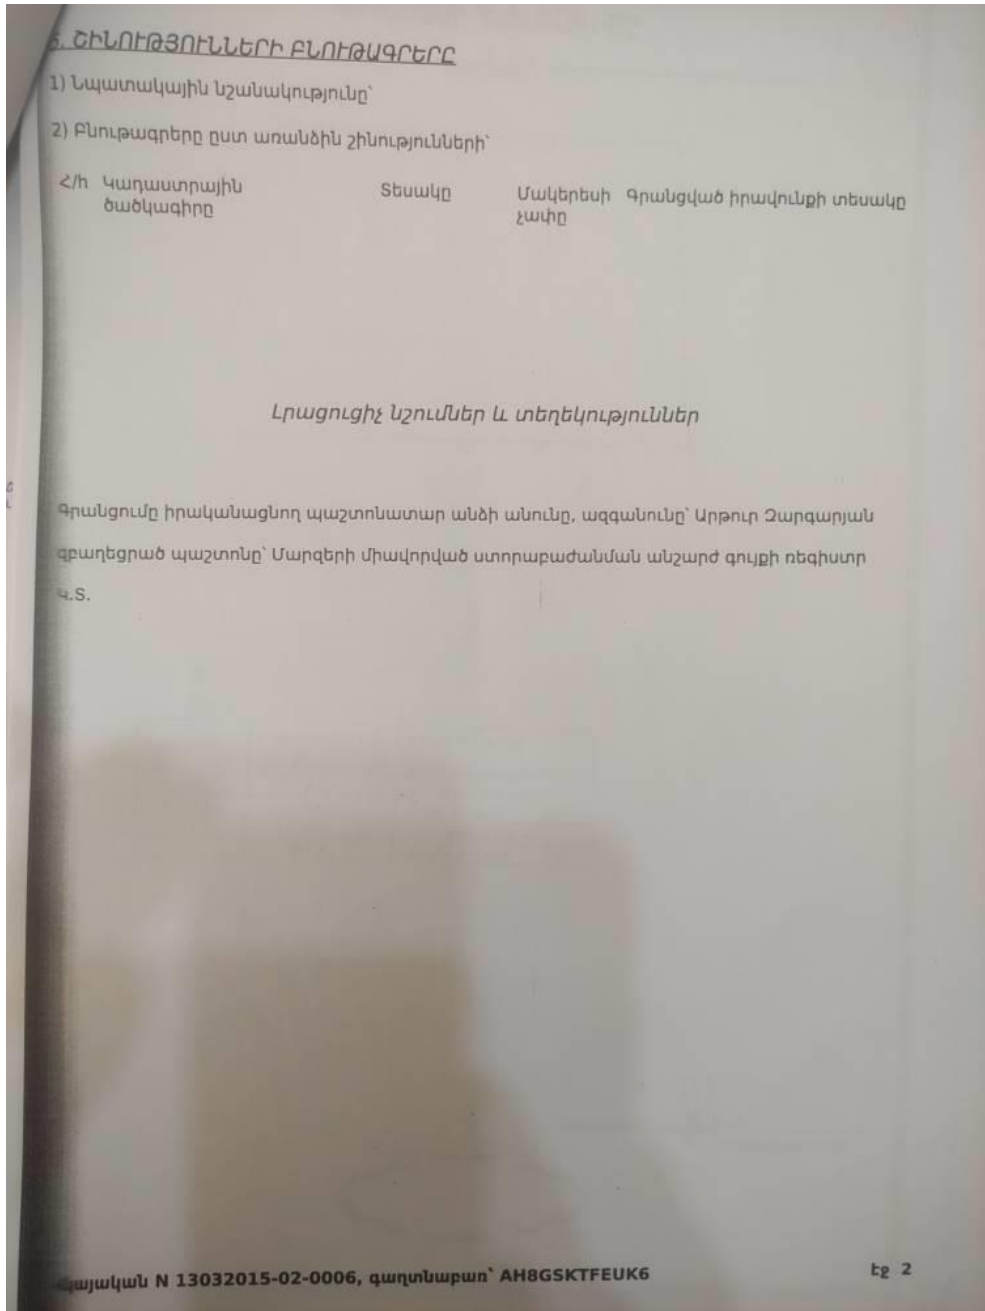 5. ՇԻՆՈՒԹՅՈՒՆՆԵՐԻ ԲՆՈՒԹԱԳՐԵՐԸ
1) Նպատակային նշանակությունը՝
2) Բնութագրերը ըստ առանձին շինությունների՝
Հ/հ Կադաստրային ծածկագիրը Տեսակը Մակերեսի չափը Գրանցված իրավունքի տեսակը
Լրացուցիչ նշումներ և տեղեկություններ
Գրանցումը իրականացնող պաշտոնատար անձի անունը, ազգանունը՝ Արթուր Զարգարյան
զբաղեցրած պաշտոնը՝ Մարզերի միավորված ստորաբաժանման անշարժ գույքի ռեգիստր
Կ.Տ.
N 13032015-02-0006, գաղտնաբառ՝ AH8GSKTFEUK6 էջ 2